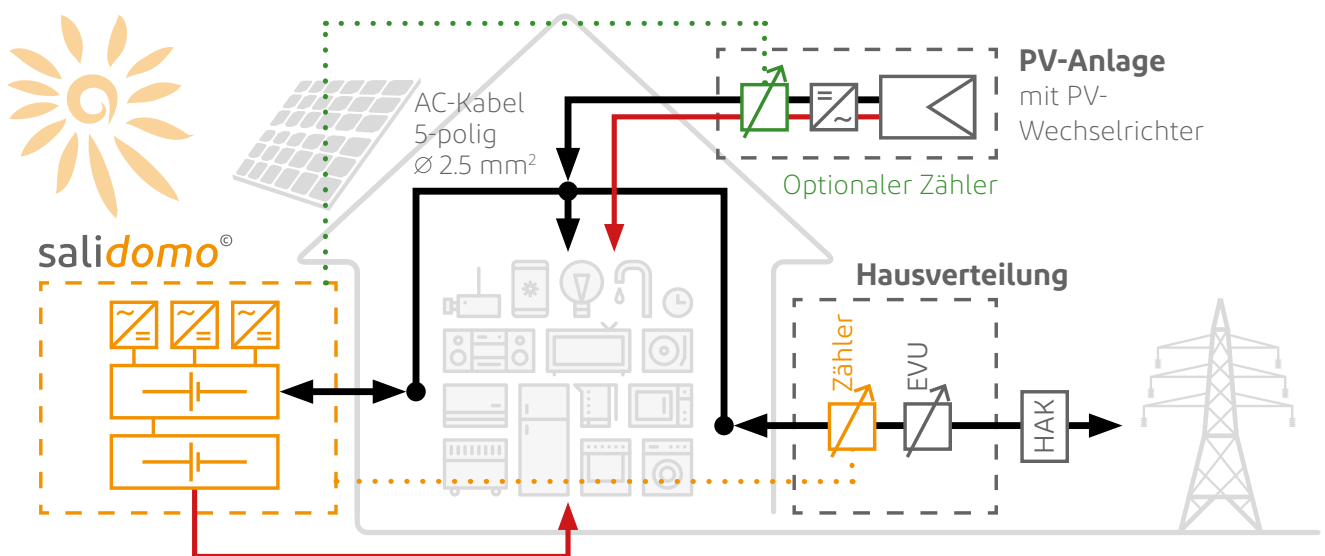 AC-Kabel
5-polig
Ø 2.5 mm²
PV-Anlage
mit PV-
Wechselrichter
Optionaler Zähler
salidomo©
Hausverteilung
Zähler
EVU
HAK